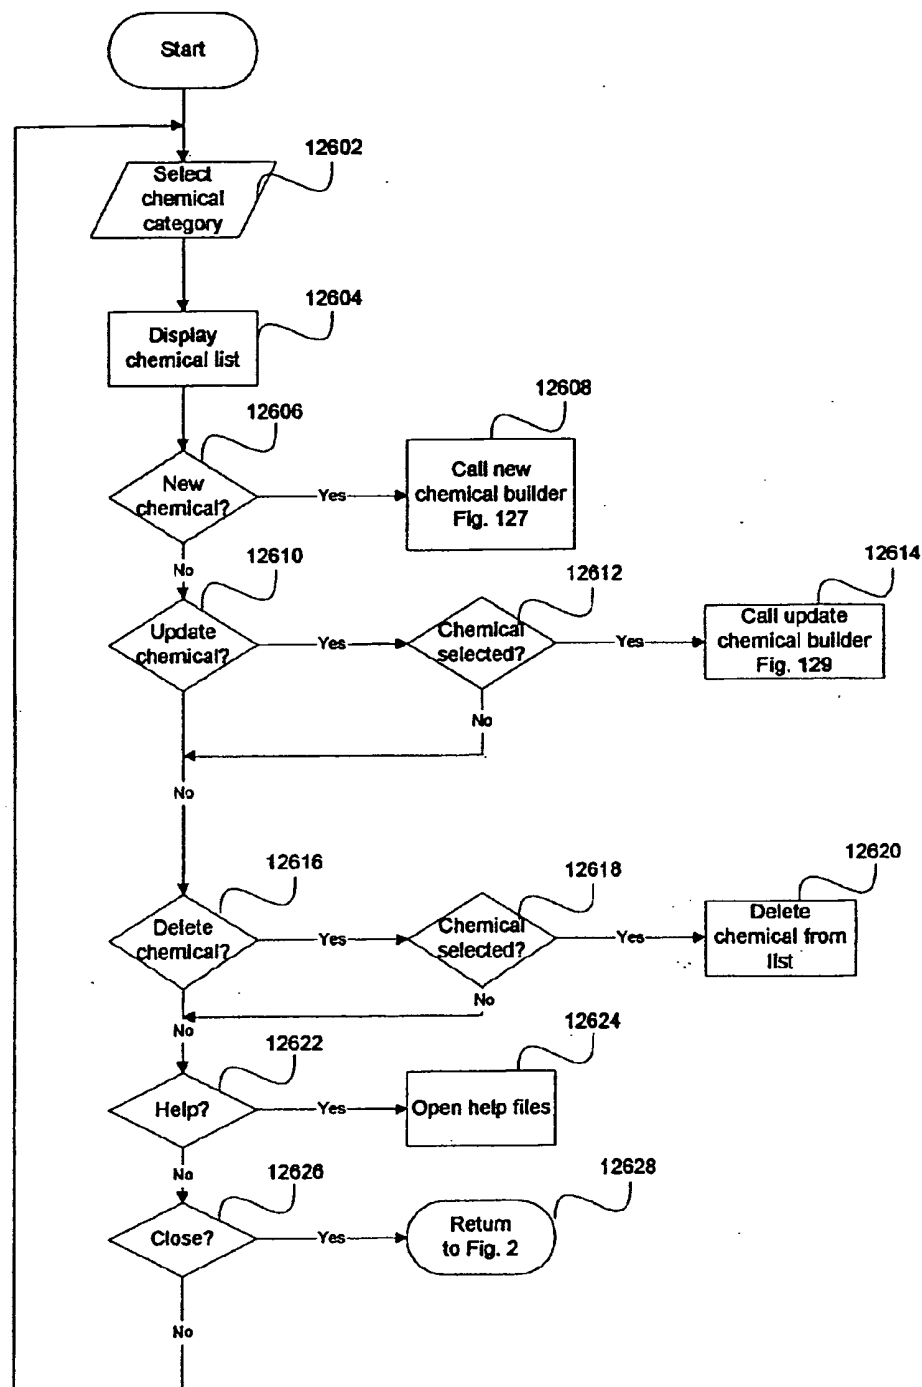 Start
12602
Select
chemical
category
12604
Display
chemical list
12606
New
chemical?
Yes
12608
Call new
chemical builder
Fig. 127
No
12610
Update
chemical?
Yes
12612
Chemical
selected?
Yes
12614
Call update
chemical builder
Fig. 129
No
No
12616
Delete
chemical?
Yes
12618
Chemical
selected?
Yes
12620
Delete
chemical from
list
No
No
12622
Help?
Yes
12624
Open help files
No
12626
Close?
Yes
12628
Return
to Fig. 2
No